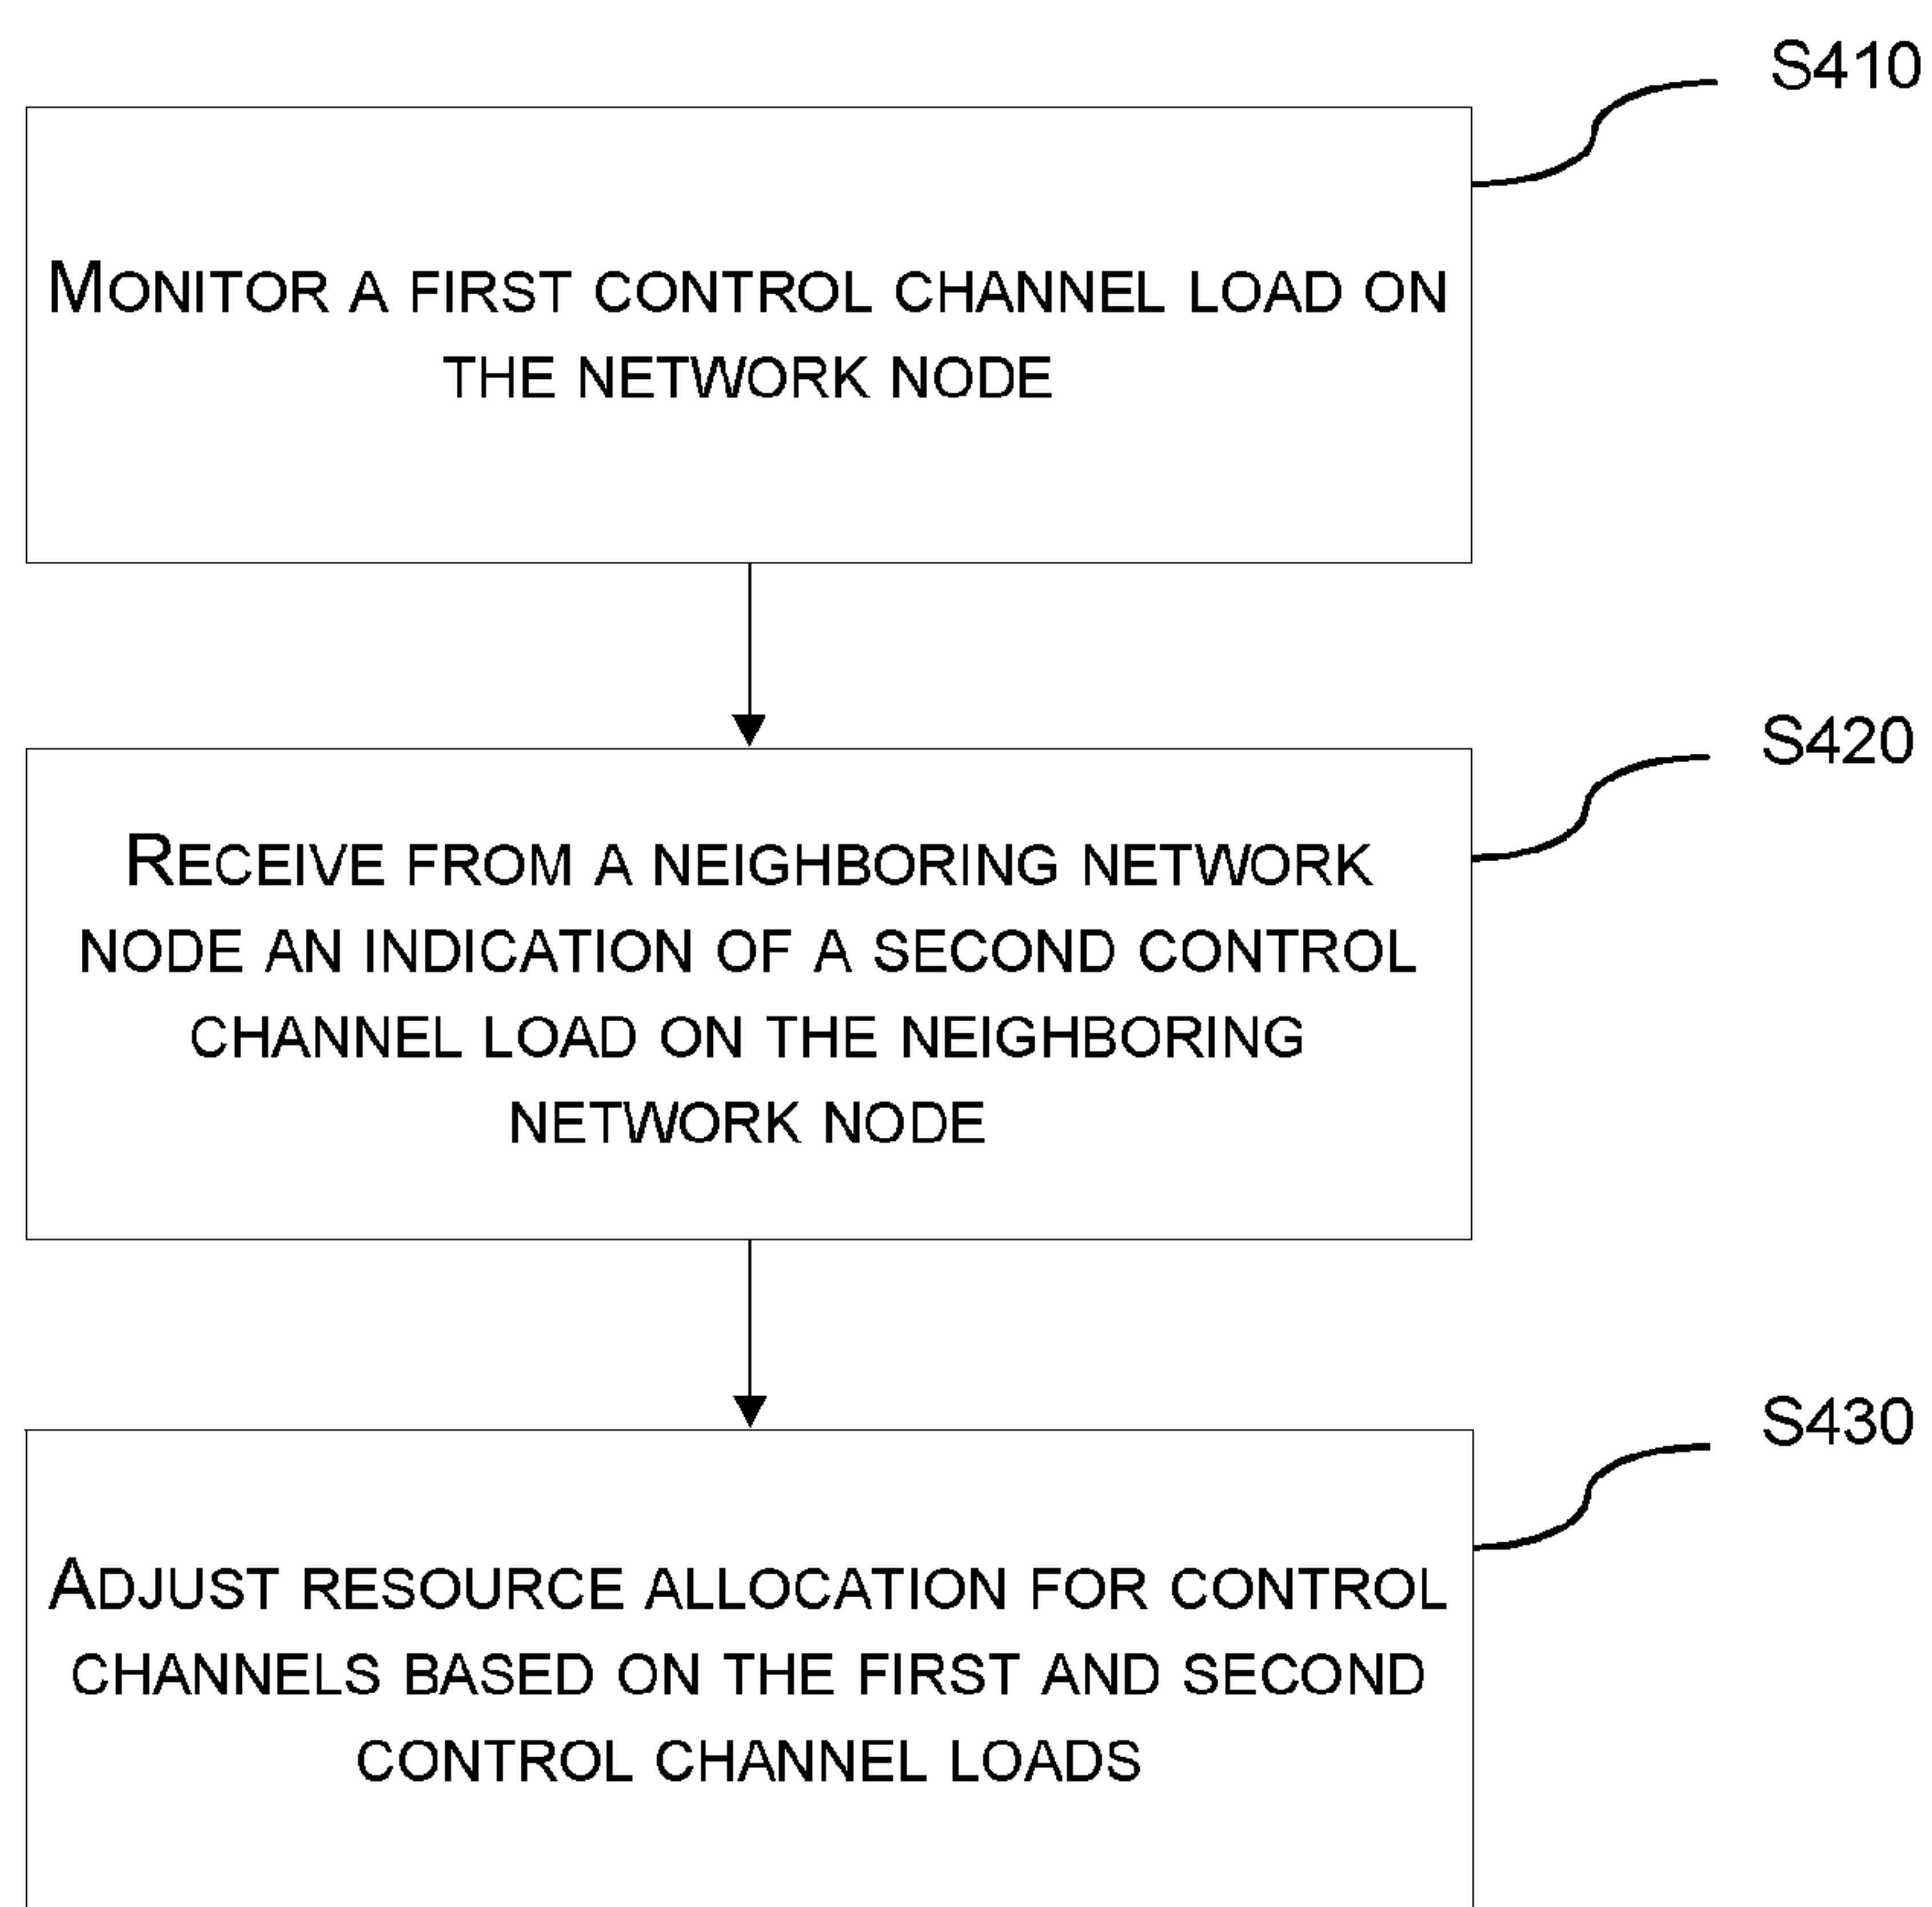 S410
MONITOR A FIRST CONTROL CHANNEL LOAD ON
THE NETWORK NODE
S420
RECEIVE FROM A NEIGHBORING NETWORK
NODE AN INDICATION OF A SECOND CONTROL
CHANNEL LOAD ON THE NEIGHBORING
NETWORK NODE
S430
ADJUST RESOURCE ALLOCATION FOR CONTROL
CHANNELS BASED ON THE FIRST AND SECOND
CONTROL CHANNEL LOADS